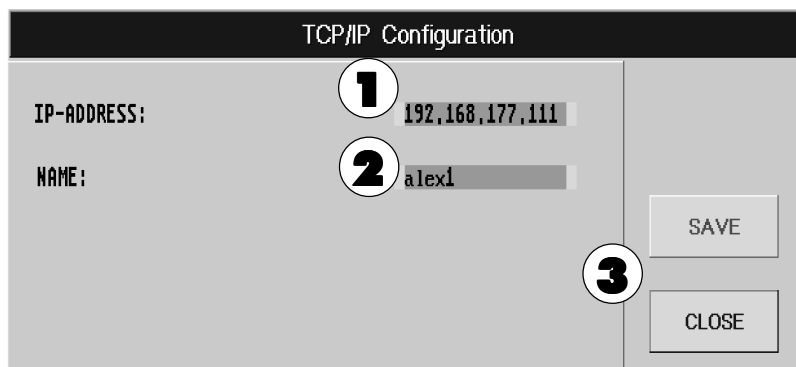 TCP/IP Configuration
1
IP-ADDRESS: 192,168,177,111
2
NAME: alex1
SAVE
3
CLOSE